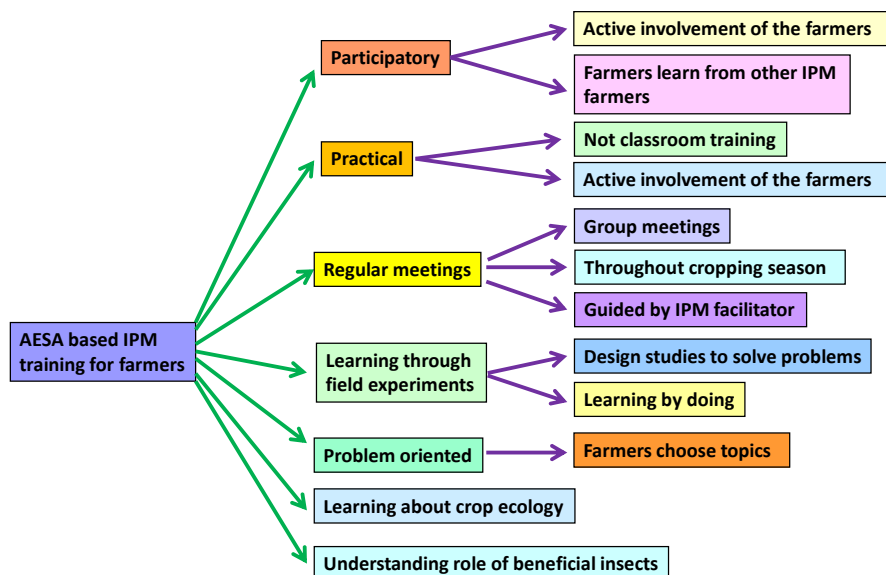 AESA based IPM
training for farmers
Participatory
Active involvement of the farmers
Farmers learn from other IPM
farmers
Practical
Not classroom training
Active involvement of the farmers
Regular meetings
Group meetings
Throughout cropping season
Guided by IPM facilitator
Learning through
field experiments
Design studies to solve problems
Learning by doing
Problem oriented
Farmers choose topics
Learning about crop ecology
Understanding role of beneficial insects